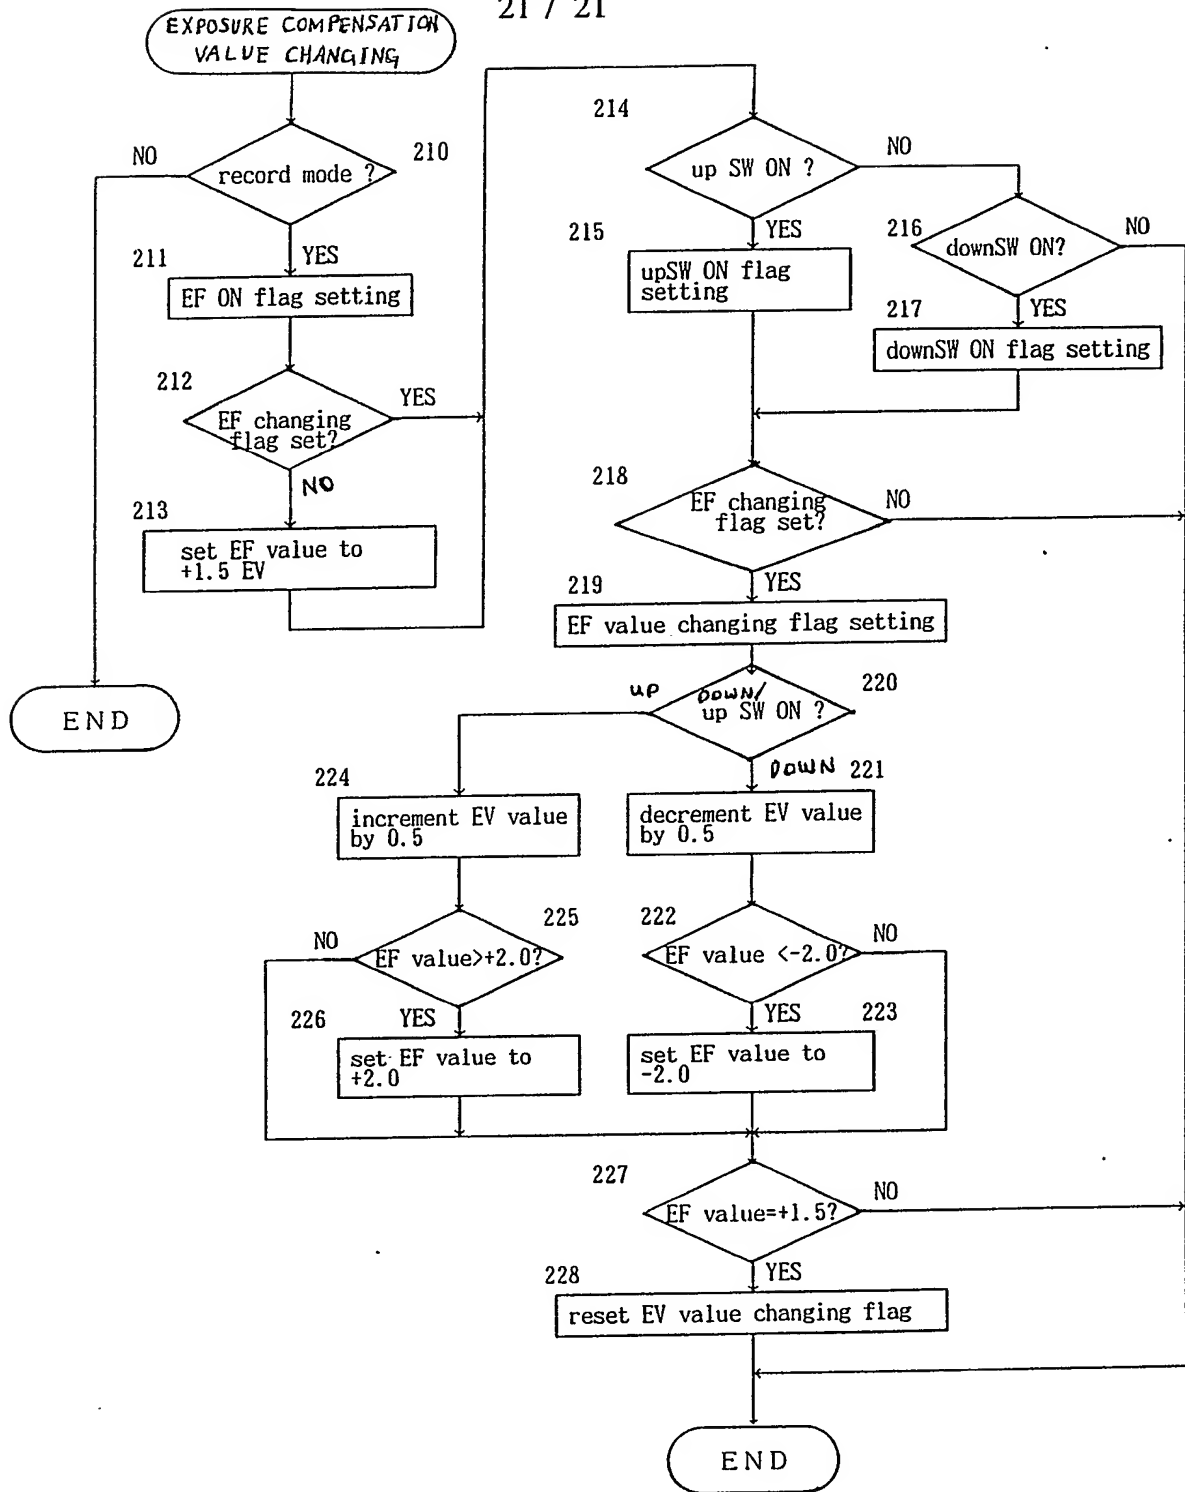 21 / 21
EXPOSURE COMPENSATION
VALUE CHANGING
NO
record mode ?
210
YES
211
EF ON flag setting
212
EF changing
flag set?
YES
NO
213
set EF value to
+1.5 EV
END
214
up SW ON ?
NO
YES
215
upSW ON flag
setting
216
downSW ON?
NO
YES
217
downSW ON flag setting
218
EF changing
flag set?
NO
YES
219
EF value changing flag setting
220
UP
DOWN/
up SW ON ?
DOWN
221
decrement EV value
by 0.5
224
increment EV value
by 0.5
225
NO
EF value>+2.0?
YES
226
set EF value to
+2.0
222
EF value <-2.0?
NO
YES
223
set EF value to
-2.0
227
EF value=+1.5?
NO
YES
228
reset EV value changing flag
END